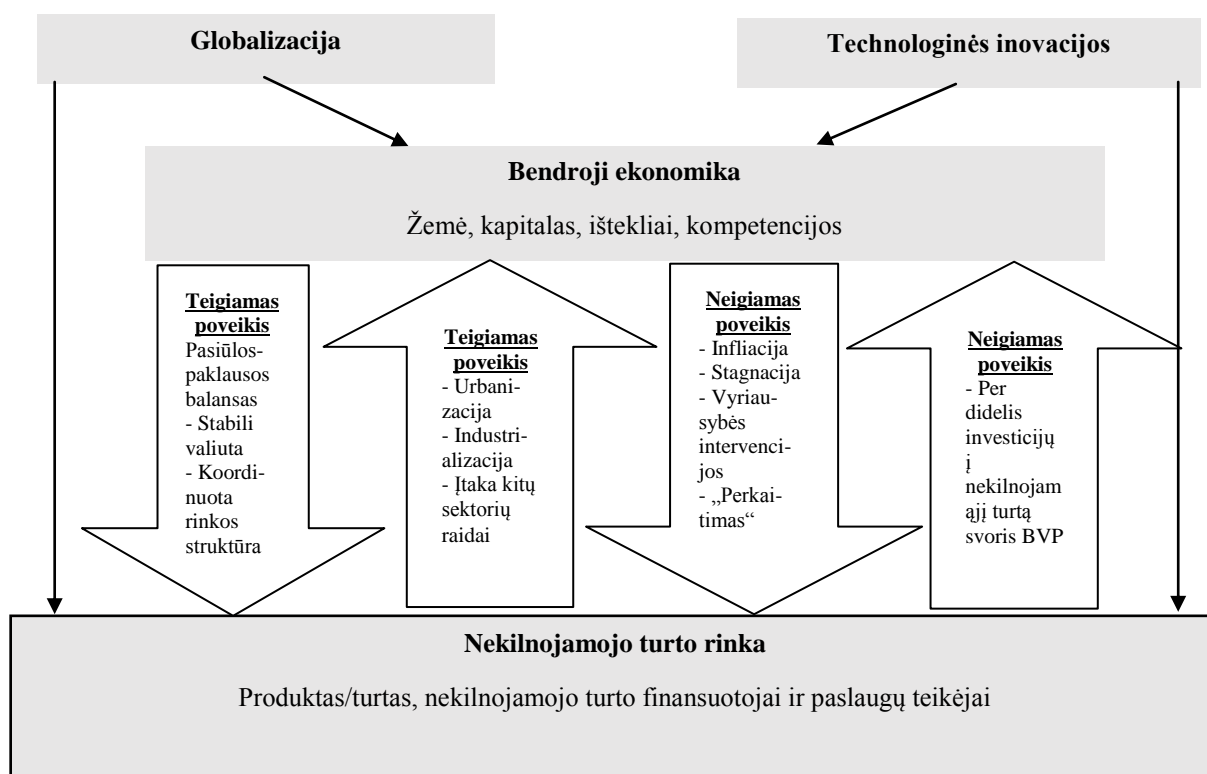 Globalizacija
Technologinės inovacijos
Bendroji ekonomika
Žemė, kapitalas, ištekliai, kompetencijos
Teigiamas
poveikis
Pasiūlos-
paklausos
balansas
- Stabili
valiuta
- Koordi-
nuota
rinkos
struktūra
Teigiamas
poveikis
- Urbani-
zacija
- Industri-
alizacija
- Įtaka kitų
sektorių
raidai
Neigiamas
poveikis
- Infliacija
- Stagnacija
- Vyriau-
sybės
intervenci-
jos
- „Perkai-
timas“
Neigiamas
poveikis
- Per
didelis
investicijų
į
nekilnojam
ąjį turtą
svoris BVP
Nekilnojamojo turto rinka
Produktas/turtas, nekilnojamojo turto finansuotojai ir paslaugų teikėjai